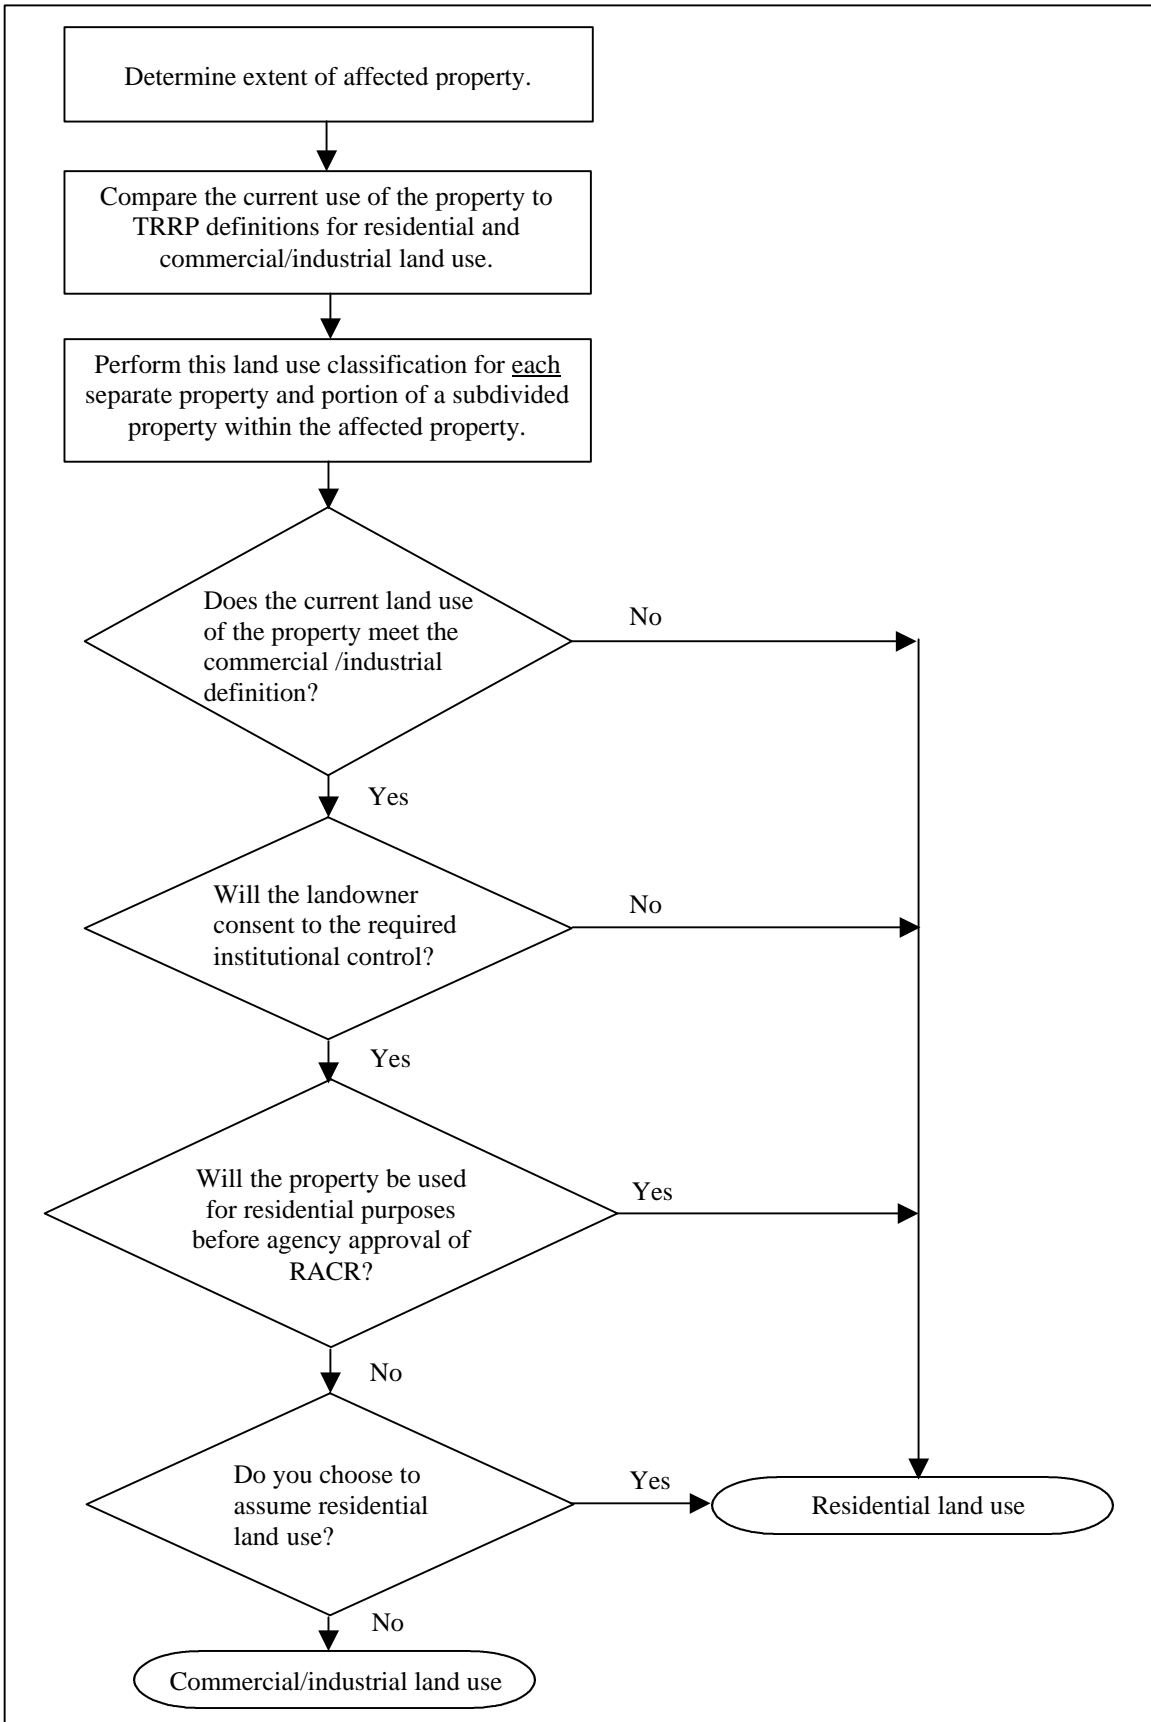 Determine extent of affected property.
Compare the current use of the property to
TRRP definitions for residential and
commercial/industrial land use.
Perform this land use classification for each
separate property and portion of a subdivided
property within the affected property.
Does the current land use
of the property meet the
commercial /industrial
definition?
No
Yes
Will the landowner
consent to the required
institutional control?
No
Yes
Will the property be used
for residential purposes
before agency approval of
RACR?
Yes
No
Do you choose to
assume residential
land use?
Yes
Residential land use
No
Commercial/industrial land use